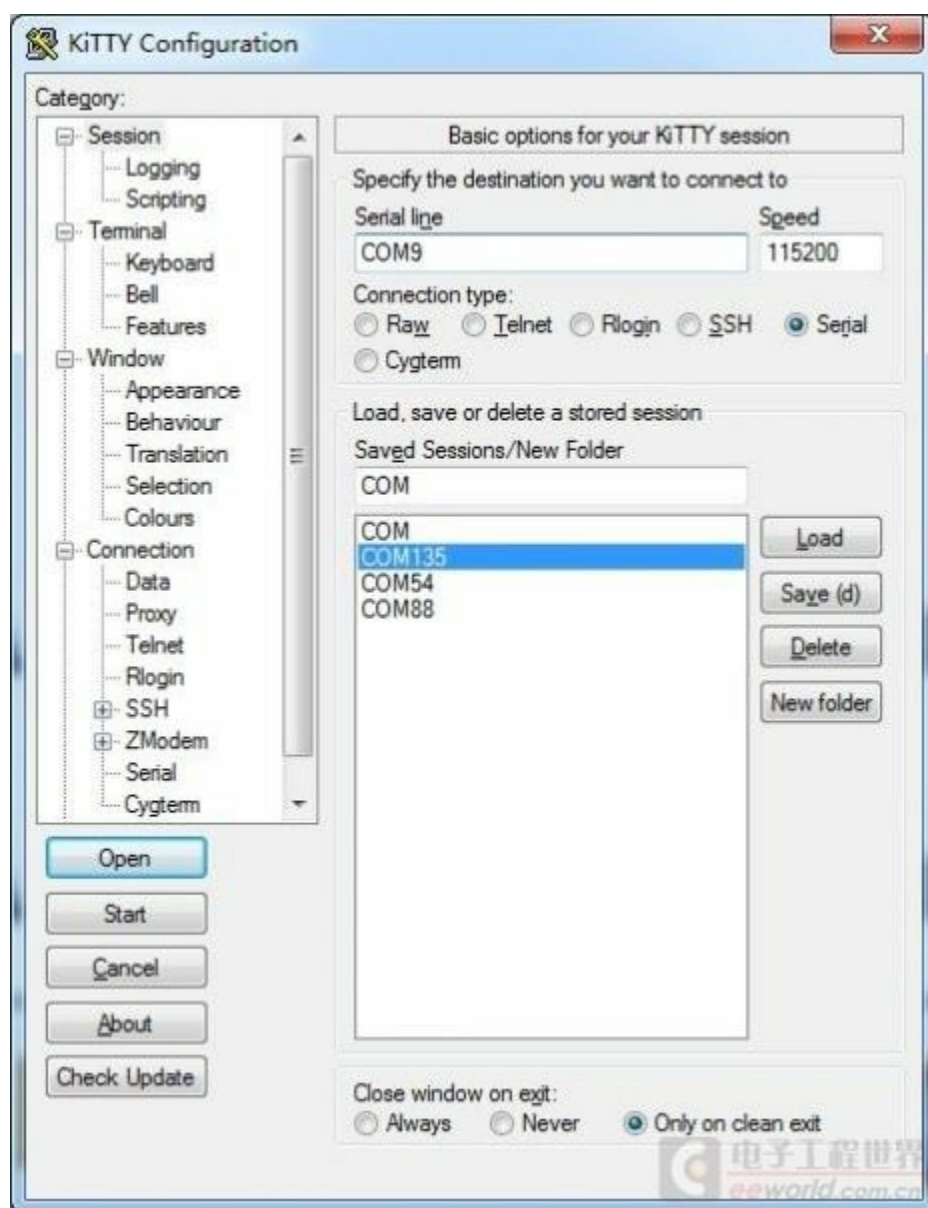 KiTTY Configuration
Category:
Session
Logging
Scripting
Terminal
Keyboard
Bell
Features
Window
Appearance
Behaviour
Translation
Selection
Colours
Connection
Data
Proxy
Telnet
Rlogin
SSH
ZModem
Serial
Cygterm
Open
Start
Cancel
About
Check Update
Basic options for your KiTTY session
Specify the destination you want to connect to
Serial line Speed
COM9 115200
Connection type:
Raw Telnet Rlogin SSH Serial
Cygterm
Load, save or delete a stored session
Saved Sessions/New Folder
COM
COM
COM135
COM54
COM88
Load
Save (d)
Delete
New folder
Close window on exit:
Always Never Only on clean exit
电子工程世界
eeworld.com.cn